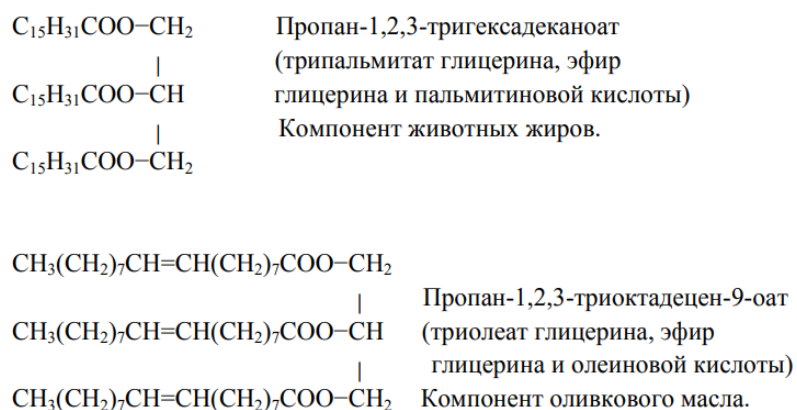 C₁₅H₃₁COO−CH₂ Пропан-1,2,3-тригексадеканоат
| (трипальмитат глицерина, эфир
C₁₅H₃₁COO−CH глицерина и пальмитиновой кислоты)
| Компонент животных жиров.
C₁₅H₃₁COO−CH₂
CH₃(CH₂)₇CH=CH(CH₂)₇COO−CH₂
| Пропан-1,2,3-триоктадецен-9-оат
CH₃(CH₂)₇CH=CH(CH₂)₇COO−CH (триолеат глицерина, эфир
| глицерина и олеиновой кислоты)
CH₃(CH₂)₇CH=CH(CH₂)₇COO−CH₂ Компонент оливкового масла.